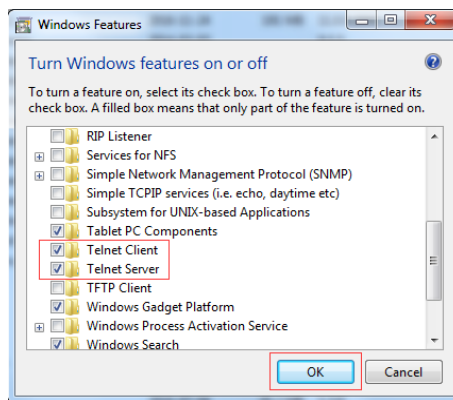 Windows Features
Turn Windows features on or off
To turn a feature on, select its check box. To turn a feature off, clear its
check box. A filled box means that only part of the feature is turned on.
RIP Listener
Services for NFS
Simple Network Management Protocol (SNMP)
Simple TCPIP services (i.e. echo, daytime etc)
Subsystem for UNIX-based Applications
Tablet PC Components
Telnet Client
Telnet Server
TFTP Client
Windows Gadget Platform
Windows Process Activation Service
Windows Search
OK
Cancel